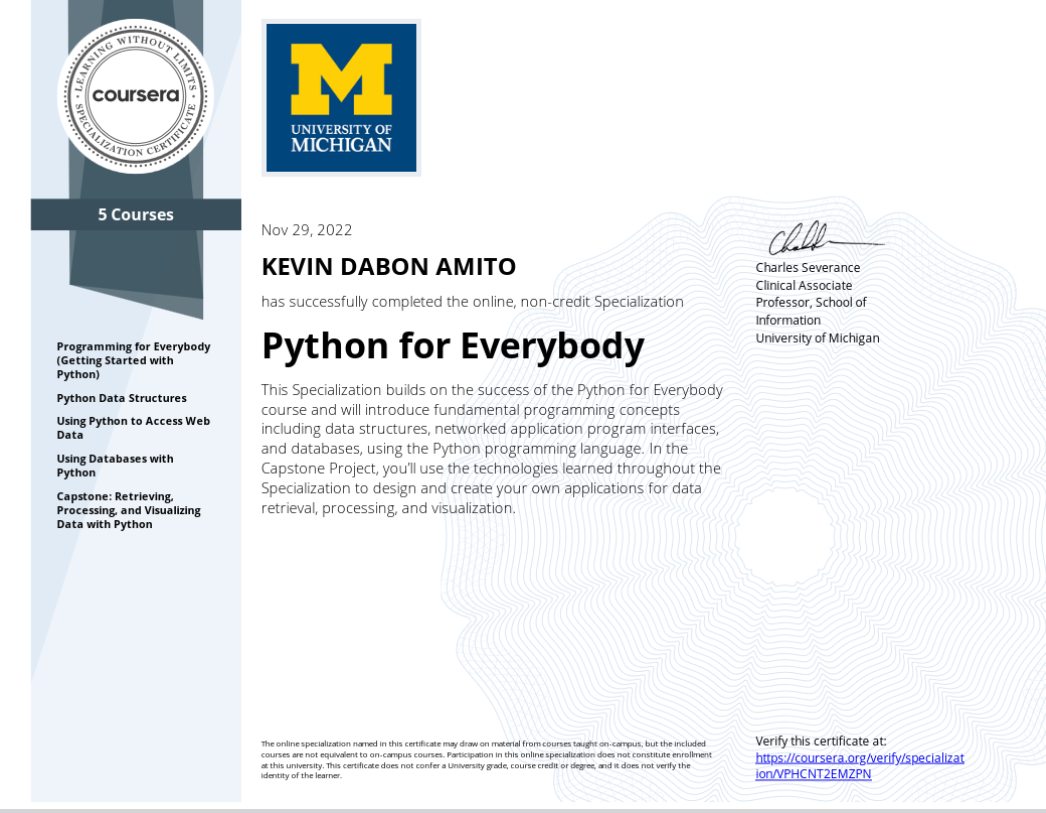 LEARNING WITHOUT LIMITS
coursera
SPECIALIZATION CERTIFICATE
5 Courses
Programming for Everybody
(Getting Started with
Python)
Python Data Structures
Using Python to Access Web
Data
Using Databases with
Python
Capstone: Retrieving,
Processing, and Visualizing
Data with Python
M
UNIVERSITY OF
MICHIGAN
Nov 29, 2022
KEVIN DABON AMITO
has successfully completed the online, non-credit Specialization
Python for Everybody
This Specialization builds on the success of the Python for Everybody
course and will introduce fundamental programming concepts
including data structures, networked application program interfaces,
and databases, using the Python programming language. In the
Capstone Project, you’ll use the technologies learned throughout the
Specialization to design and create your own applications for data
retrieval, processing, and visualization.
Charles Severance
Clinical Associate
Professor, School of
Information
University of Michigan
The online specialization named in this certificate may draw on material from courses taught on-campus, but the included
courses are not equivalent to on-campus courses. Participation in this online specialization does not constitute enrollment
at this university. This certificate does not confer a University grade, course credit or degree, and it does not verify the
identity of the learner.
Verify this certificate at:
https://coursera.org/verify/specializat
ion/VPHCNT2EMZPN